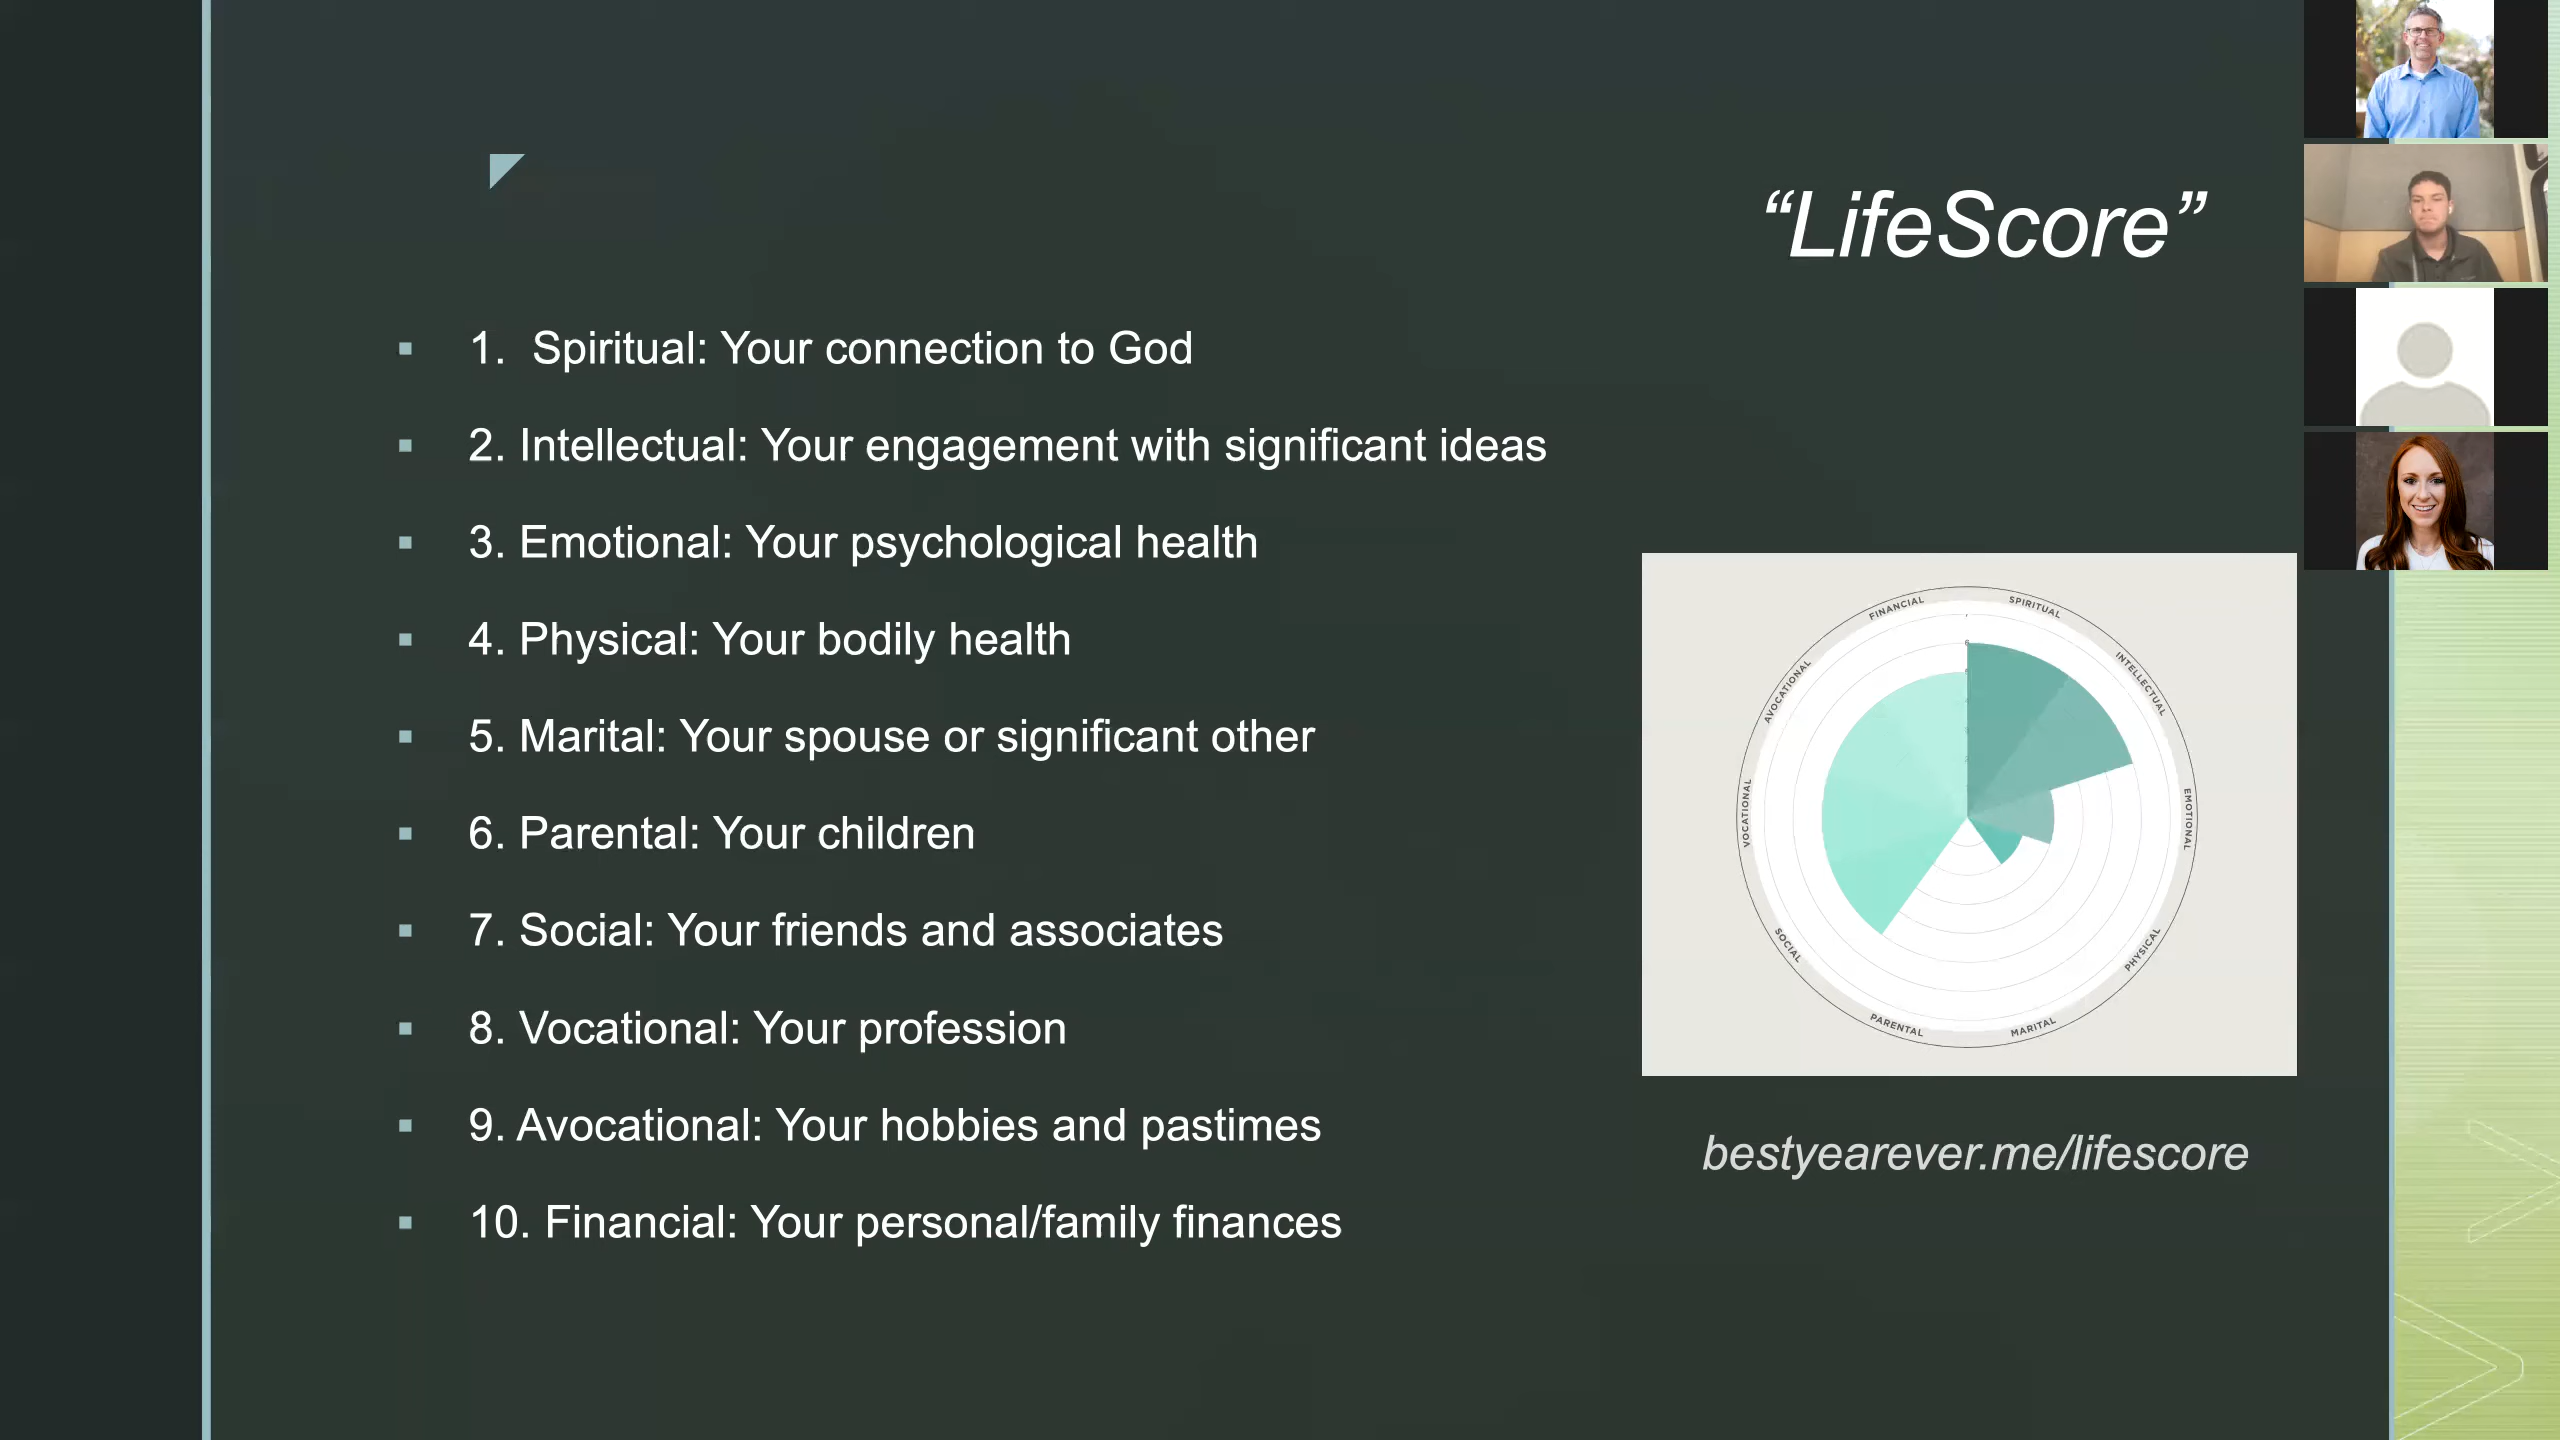 “LifeScore”
1. Spiritual: Your connection to God
2. Intellectual: Your engagement with significant ideas
3. Emotional: Your psychological health
4. Physical: Your bodily health
5. Marital: Your spouse or significant other
6. Parental: Your children
7. Social: Your friends and associates
8. Vocational: Your profession
9. Avocational: Your hobbies and pastimes
10. Financial: Your personal/family finances
FINANCIAL
SPIRITUAL
AVOCATIONAL
INTELLECTUAL
VOCATIONAL
EMOTIONAL
SOCIAL
PHYSICAL
PARENTAL
MARITAL
6
bestyearever.me/lifescore